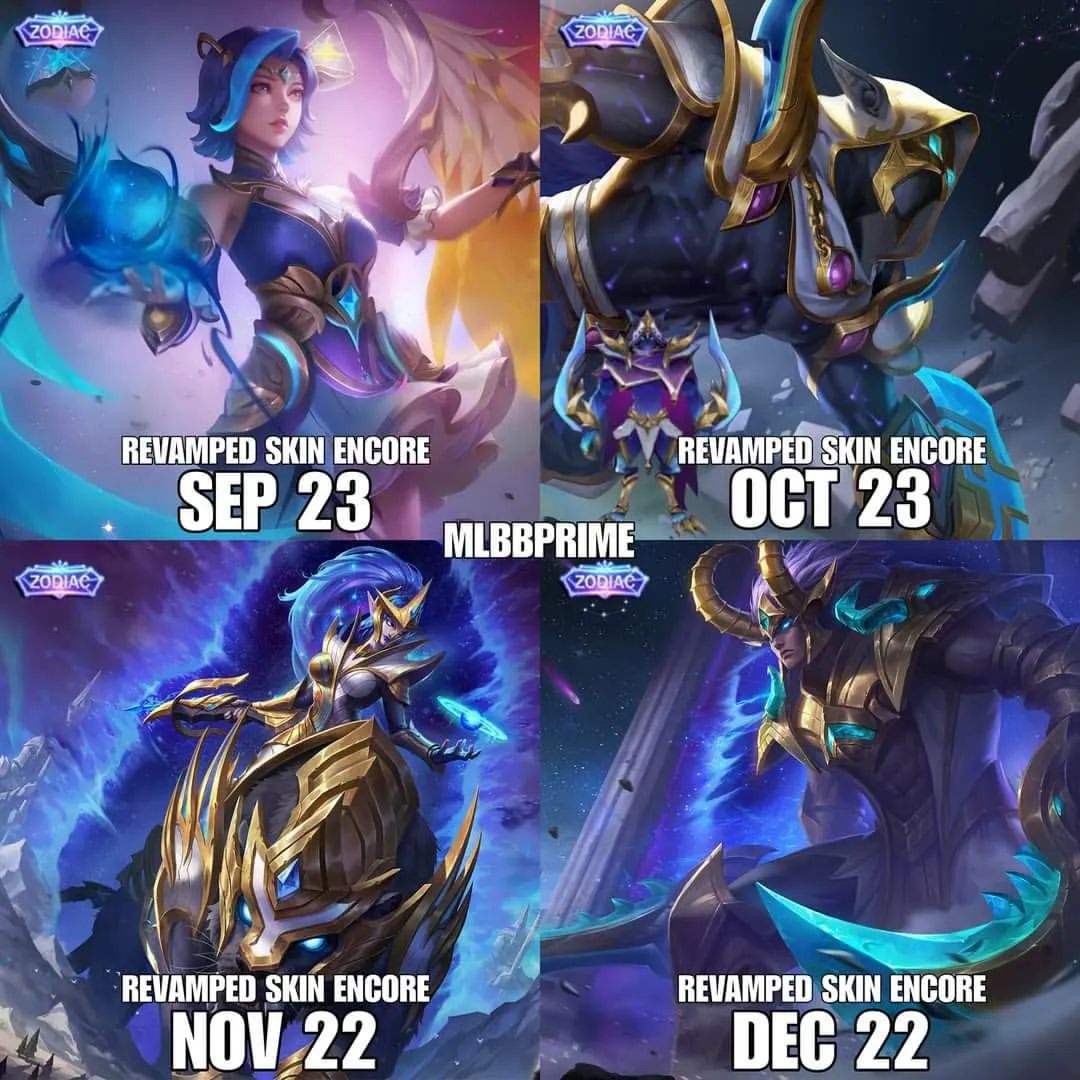 ZODIAC
ZODIAC
REVAMPED SKIN ENCORE
SEP 23
REVAMPED SKIN ENCORE
OCT 23
MLBBPRIME
ZODIAC
ZODIAC
REVAMPED SKIN ENCORE
NOV 22
REVAMPED SKIN ENCORE
DEC 22